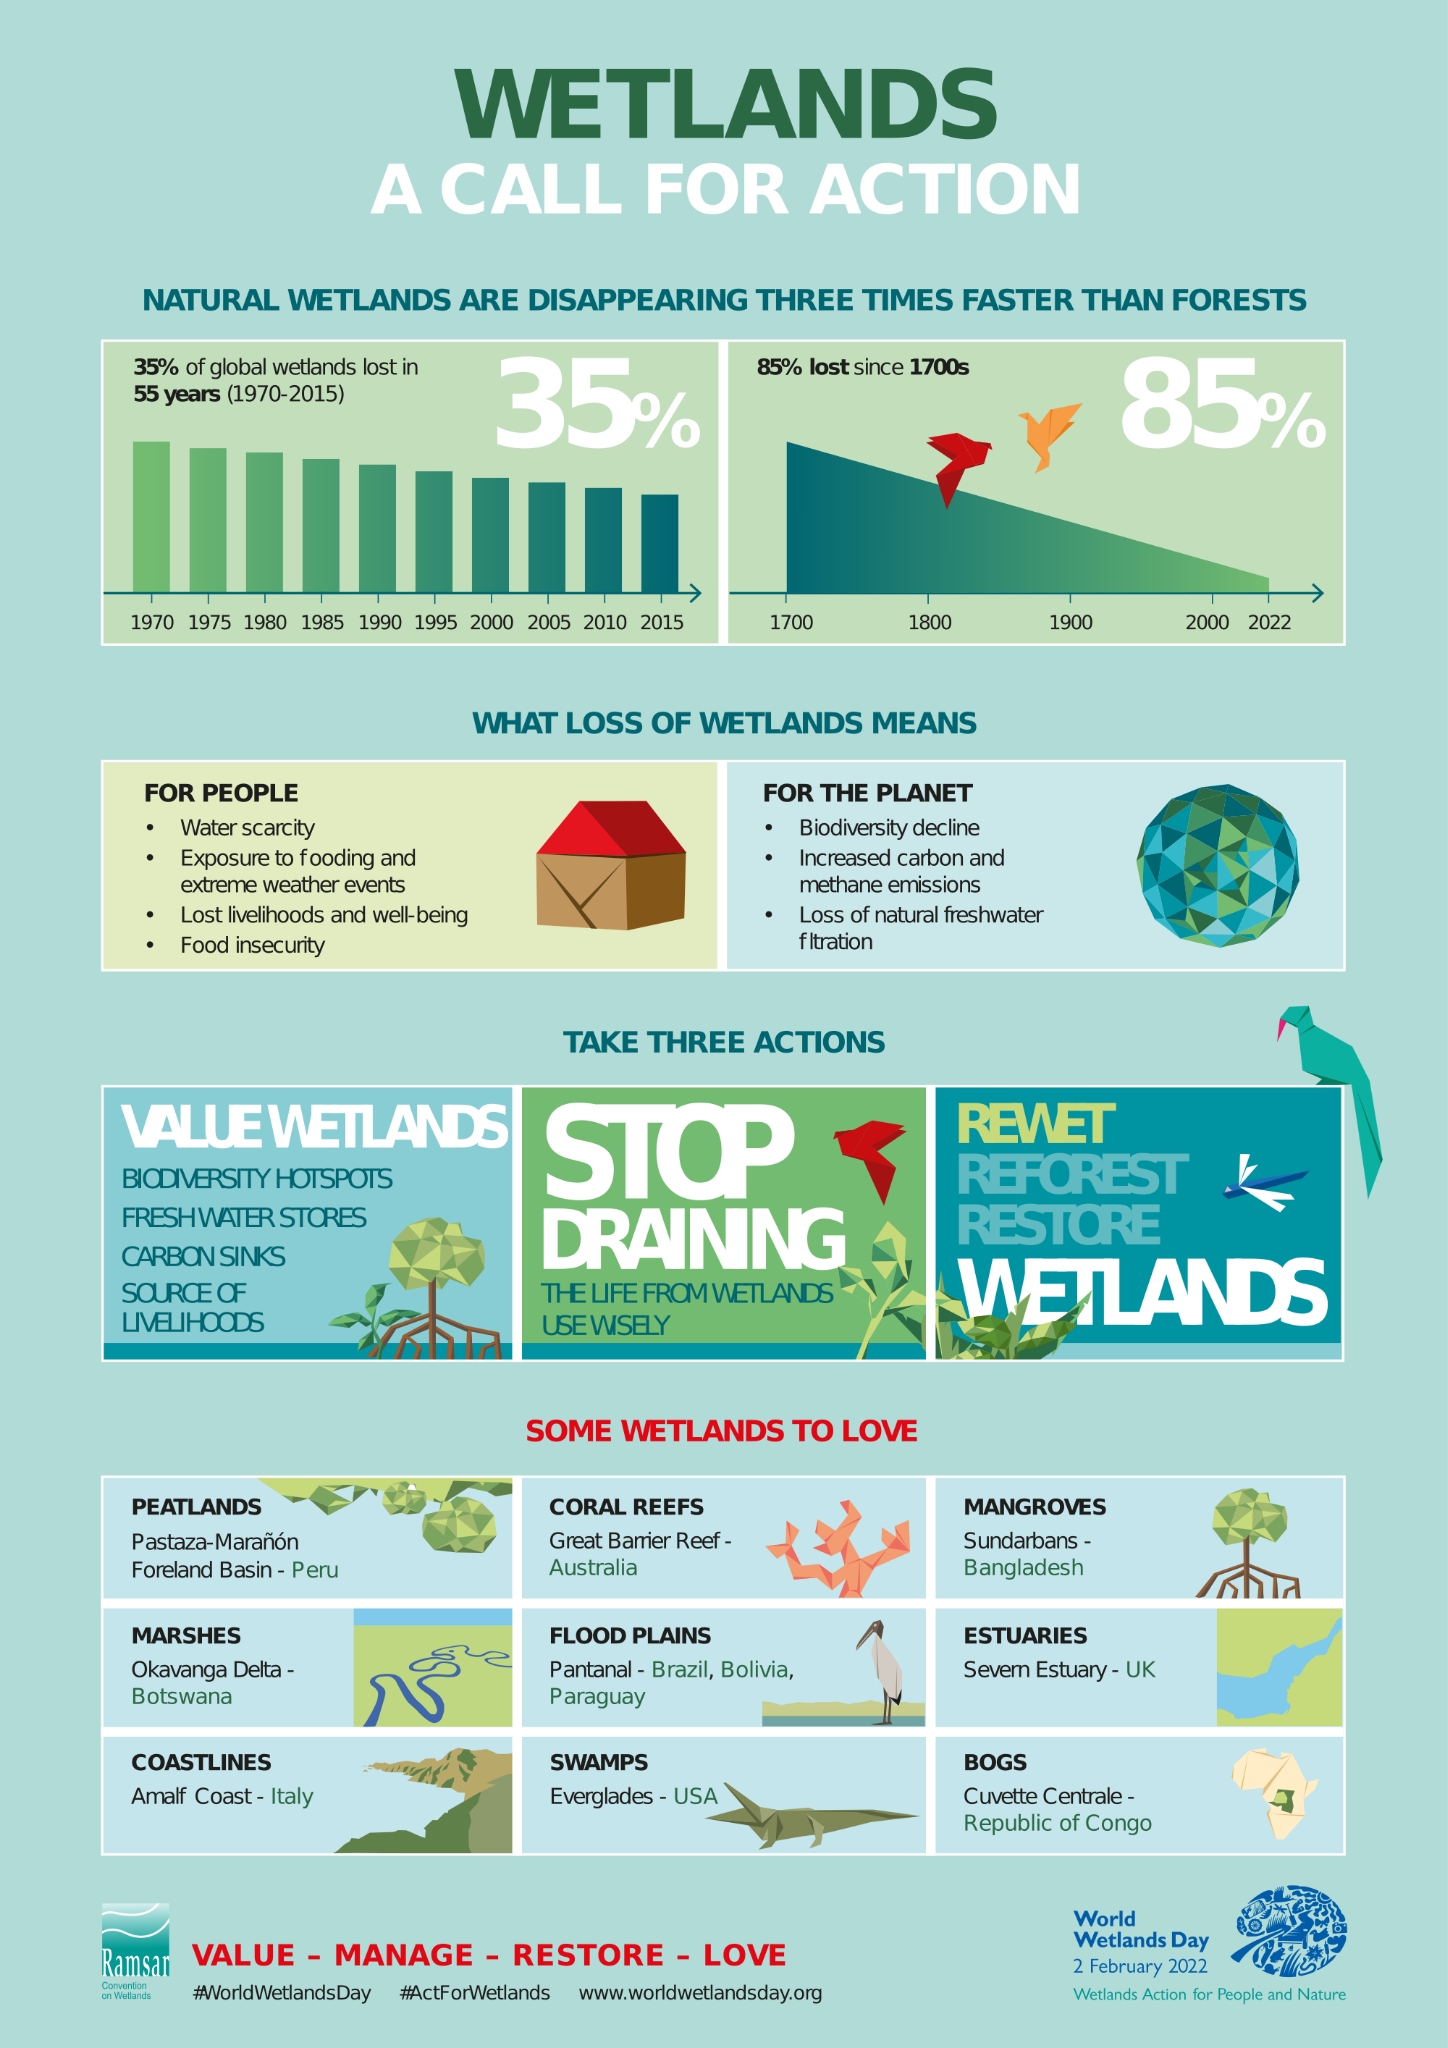 WETLANDS
A CALL FOR ACTION
NATURAL WETLANDS ARE DISAPPEARING THREE TIMES FASTER THAN FORESTS
35% of global wetlands lost in
55 years (1970-2015)
35%
1970 1975 1980 1985 1990 1995 2000 2005 2010 2015
85% lost since 1700s
85%
1700 1800 1900 2000 2022
WHAT LOSS OF WETLANDS MEANS
FOR PEOPLE
• Water scarcity
• Exposure to f ooding and
extreme weather events
• Lost livelihoods and well-being
• Food insecurity
FOR THE PLANET
• Biodiversity decline
• Increased carbon and
methane emissions
• Loss of natural freshwater
f ltration
TAKE THREE ACTIONS
VALUE WETLANDS
BIODIVERSITY HOTSPOTS
FRESH WATER STORES
CARBON SINKS
SOURCE OF
LIVELIHOODS
STOP
DRAINING
THE LIFE FROM WETLANDS
USE WISELY
REWET
REFOREST
RESTORE
WETLANDS
SOME WETLANDS TO LOVE
PEATLANDS
Pastaza-Marañón
Foreland Basin - Peru
CORAL REEFS
Great Barrier Reef -
Australia
MANGROVES
Sundarbans -
Bangladesh
MARSHES
Okavanga Delta -
Botswana
FLOOD PLAINS
Pantanal - Brazil, Bolivia,
Paraguay
ESTUARIES
Severn Estuary - UK
COASTLINES
Amalf Coast - Italy
SWAMPS
Everglades - USA
BOGS
Cuvette Centrale -
Republic of Congo
Ramsar
Convention
on Wetlands
VALUE – MANAGE – RESTORE – LOVE
#WorldWetlandsDay #ActForWetlands www.worldwetlandsday.org
World
Wetlands Day
2 February 2022
Wetlands Action for People and Nature